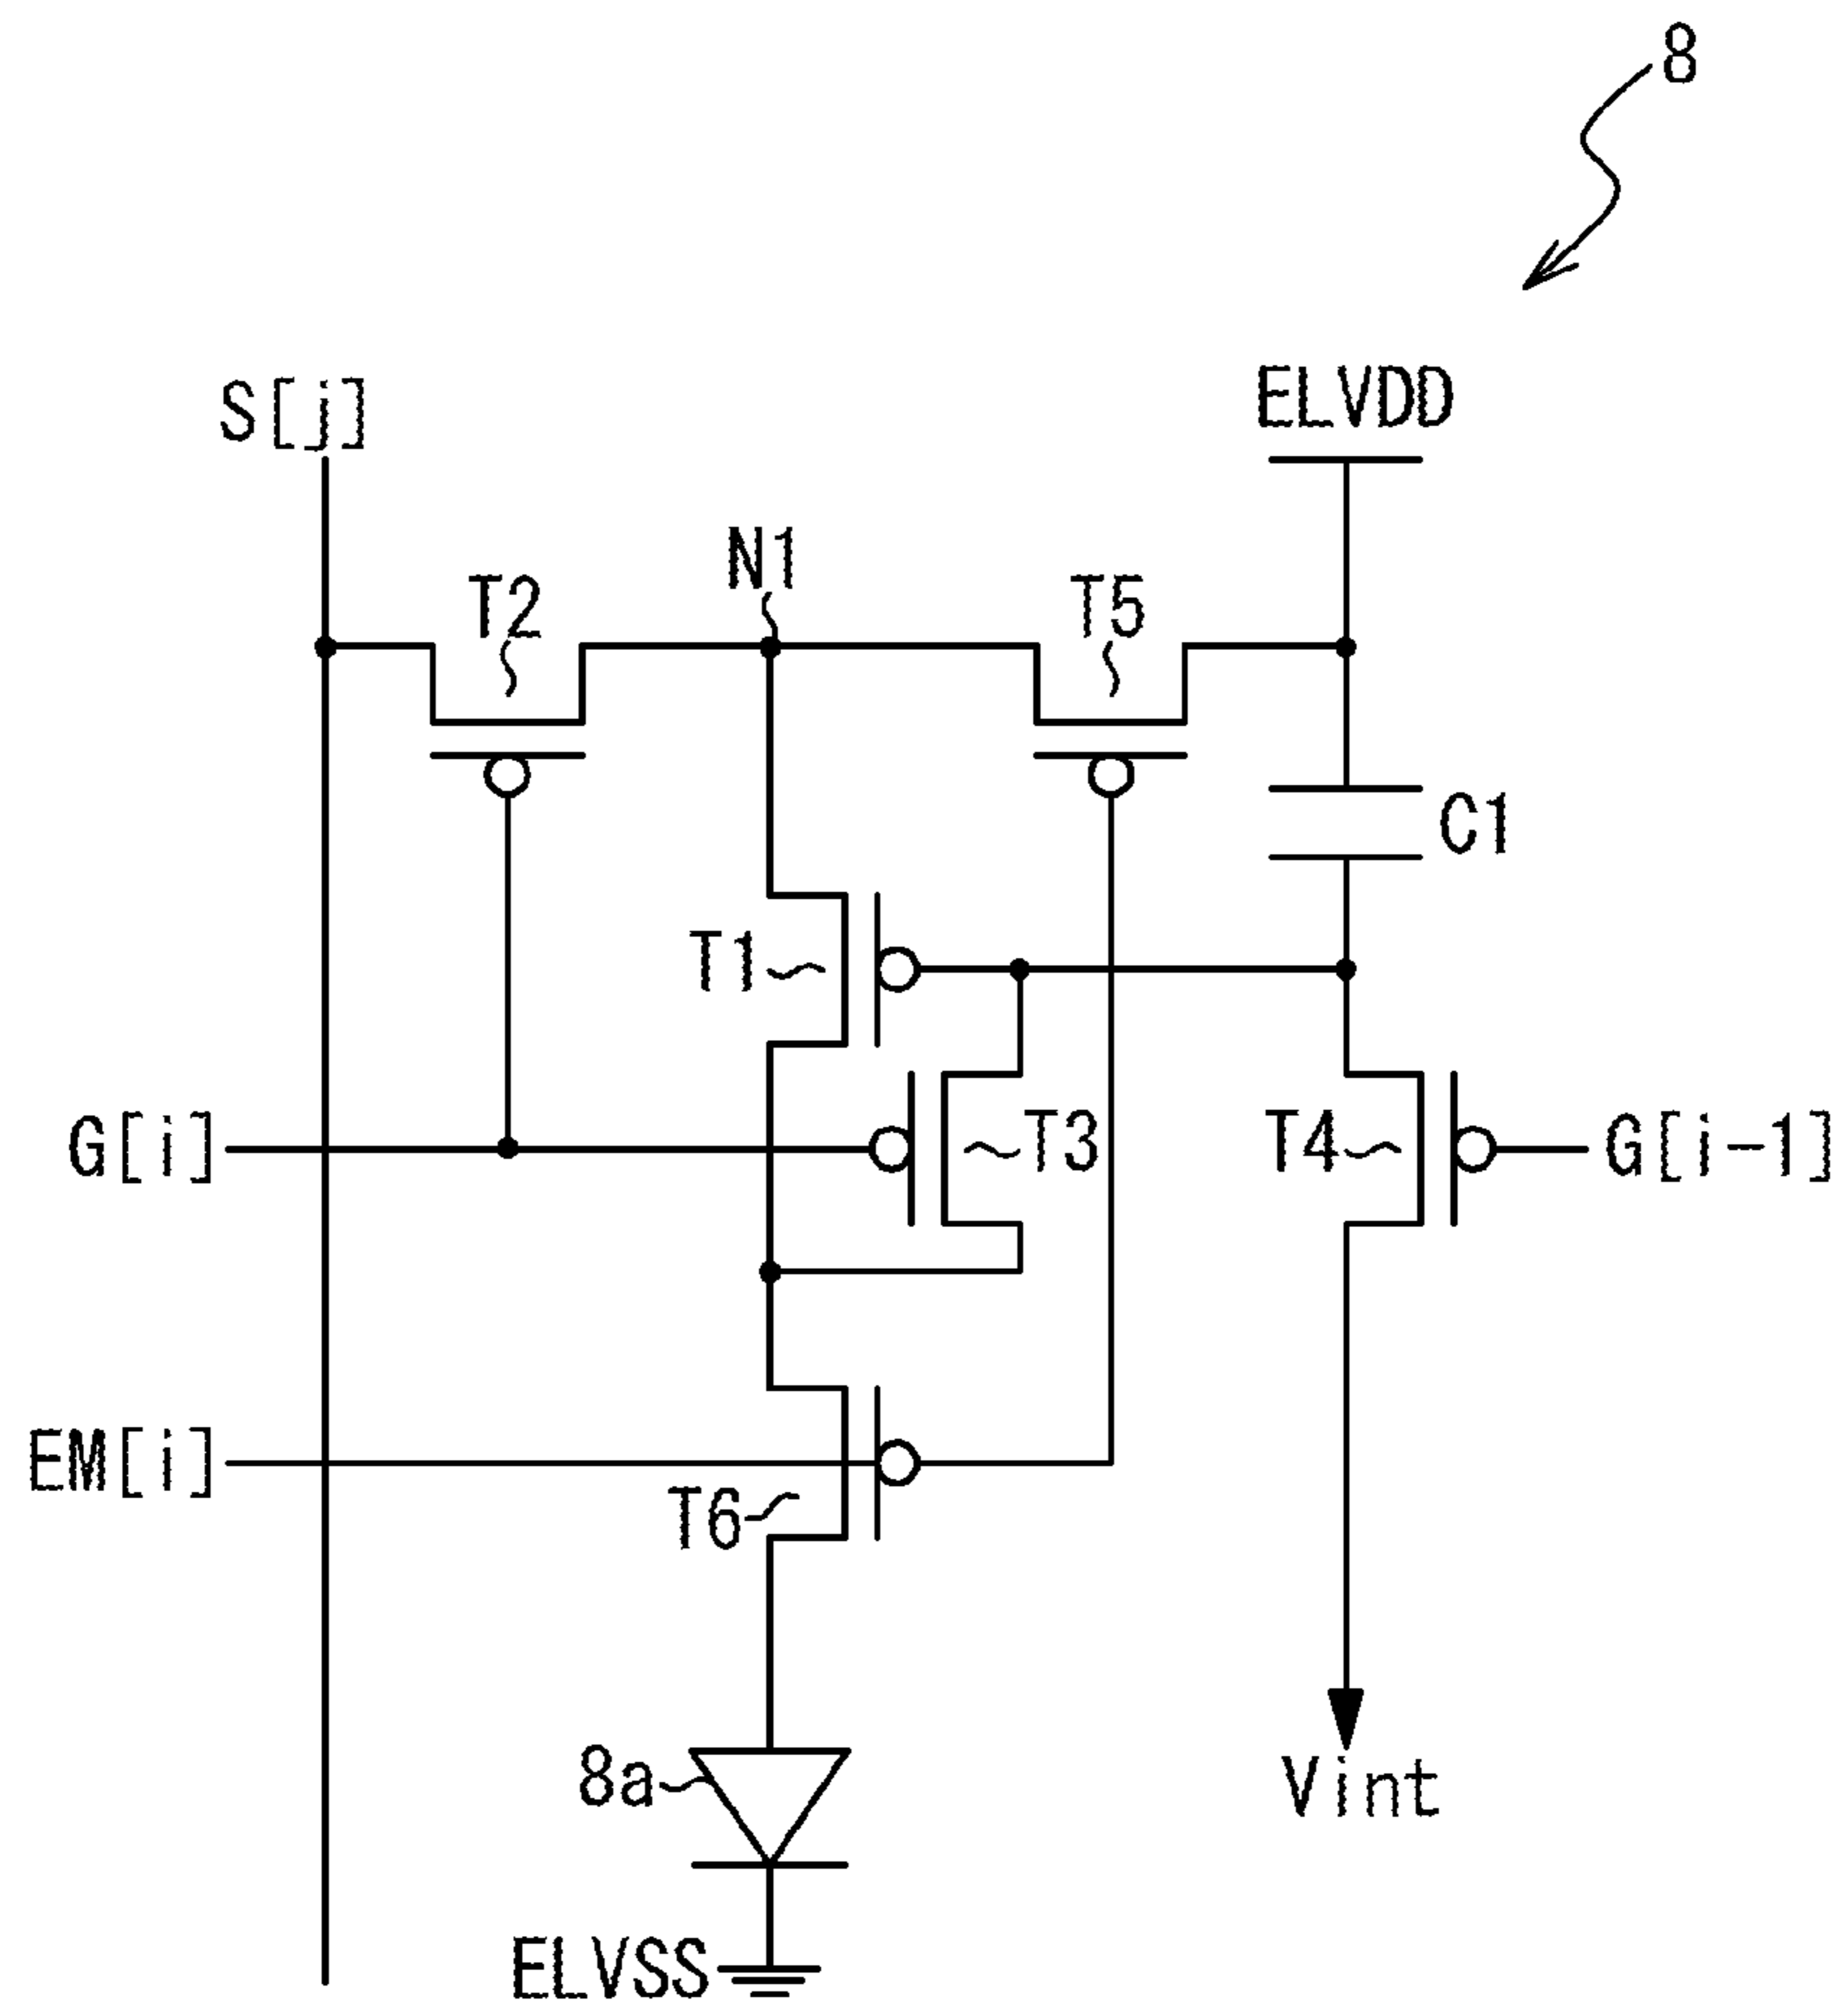 8
S[j]
ELVDD
N1
T2
T5
C1
T1
G[i]
T3
T4
G[i-1]
EM[i]
T6
8a
Vint
ELVSS